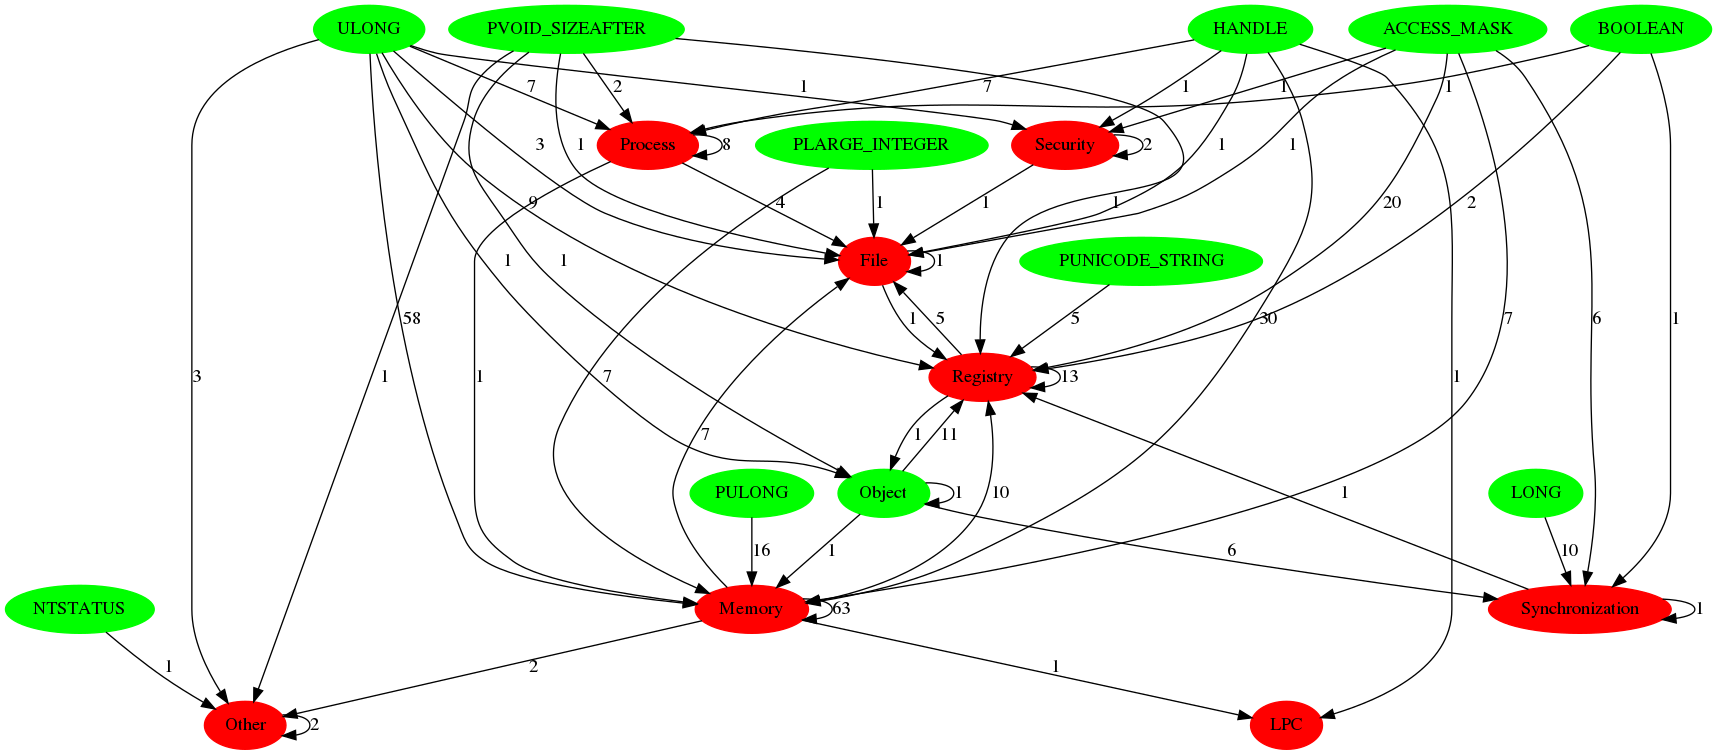 ULONG
PVOID_SIZEAFTER
HANDLE
ACCESS_MASK
BOOLEAN
7
2
1
7
1
1
1
Process
8
PLARGE_INTEGER
Security
2
3
1
1
1
9
4
1
1
1
20
2
File
1
PUNICODE_STRING
1
1
58
1
5
5
30
7
6
1
3
1
1
7
Registry
13
1
7
1
11
1
PULONG
Object
1
LONG
10
1
16
1
6
10
NTSTATUS
Memory
63
Synchronization
1
1
2
1
Other
2
LPC